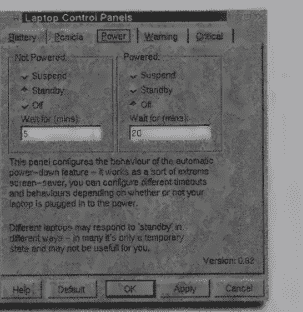 Laptop Control Panels
Battery
Pcmcia
Power
Warning
Critical
Not Powered:
Suspend
Standby
Off
Wait for (mins):
5
Powered:
Suspend
Standby
Off
Wait for (mins):
20
This panel configures the behaviour of the automatic
power-down feature - it works as a sort of extreme
screen-saver, you can configure different timeouts
and behaviours depending on whether or not your
laptop is plugged in to the power.
Different laptops may respond to 'standby' in
different ways - in many it's only a temporary
state and may not be usefull for you.
Version: 0.92
Help
Default
OK
Apply
Cancel